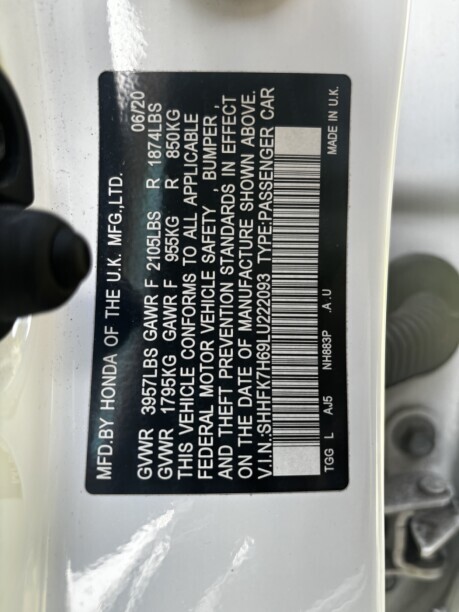 MFD.BY HONDA OF THE U.K. MFG.,LTD. 06/20
GVWR 3957LBS GAWR F 2105LBS R 1874LBS
GVWR 1795KG GAWR F 955KG R 850KG
THIS VEHICLE CONFORMS TO ALL APPLICABLE
FEDERAL MOTOR VEHICLE SAFETY , BUMPER ,
AND THEFT PREVENTION STANDARDS IN EFFECT
ON THE DATE OF MANUFACTURE SHOWN ABOVE.
V.I.N.:SHHFK7H69LU222093 TYPE:PASSENGER CAR
TGG L AJ5 NH883P .A .U MADE IN U.K.